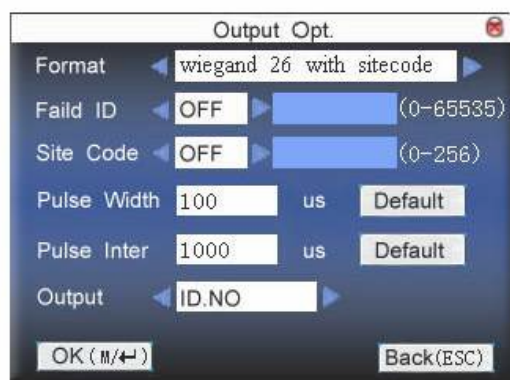 Output Opt.
Format wiegand 26 with sitecode
Faild ID OFF (0-65535)
Site Code OFF (0-256)
Pulse Width 100 us Default
Pulse Inter 1000 us Default
Output ID.NO
OK(M/↵) Back(ESC)